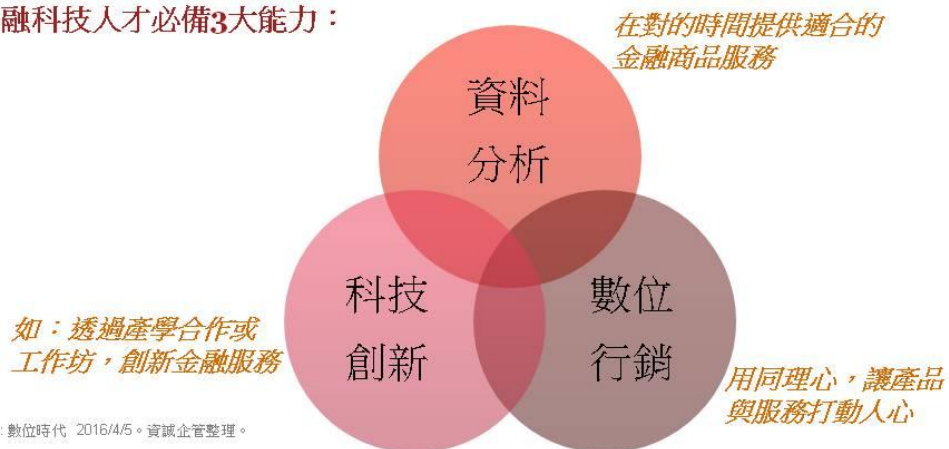 融科技人才必備3大能力：
在對的時間提供適合的
金融商品服務
資料
分析
科技
創新
數位
行銷
如：透過產學合作或
工作坊，創新金融服務
用同理心，讓產品
與服務打動人心
：數位時代 2016/4/5。資誠企管整理。